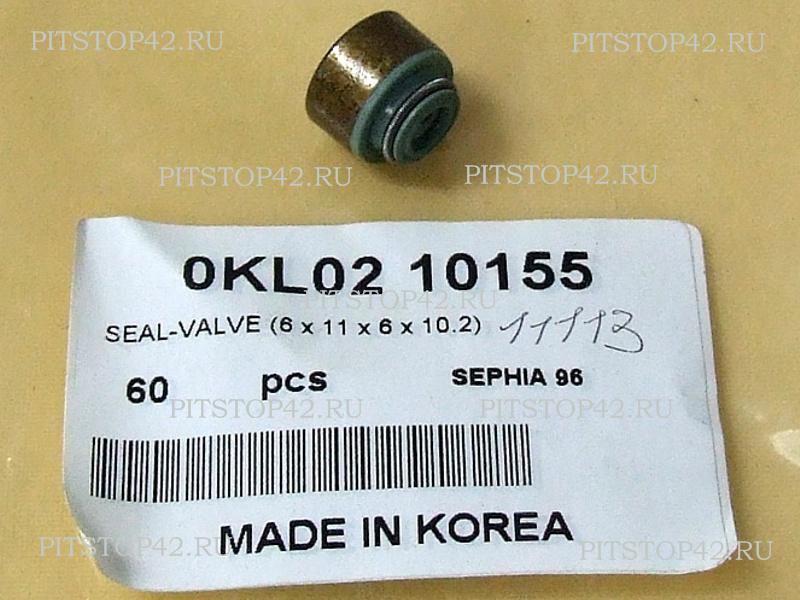 PITSTOP42.RU PITSTOP42.RU
PITSTOP42.RU PITSTOP42.RU
0KL02 10155
PITSTOP42.RU
SEAL-VALVE (6 x 11 x 6 x 10.2) 11113
60 pcs SEPHIA 96
PITSTOP42.RU PITSTOP42.RU
MADE IN KOREA
PITSTOP42.RU PITSTOP42.RU